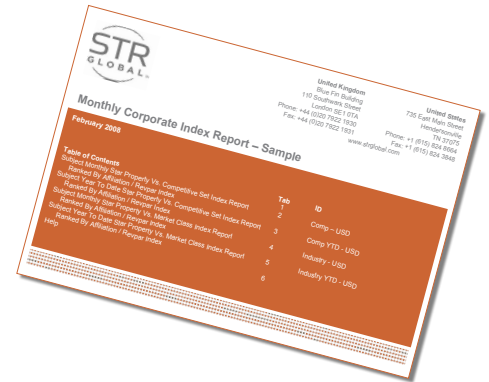 STR
GLOBAL
United Kingdom
Blue Fin Building
110 Southwark Street
London SE1 0TA
Phone: +44 (0)20 7922 1930
Fax: +44 (0)20 7922 1931
United States
735 East Main Street
Hendersonville
TN 37075
Phone: +1 (615) 824 8664
Fax: +1 (615) 824 3848
www.strglobal.com
Monthly Corporate Index Report – Sample
February 2008
Tab ID
Table of Contents 1
Subject Monthly Star Property Vs. Competitive Set Index Report 2 Comp – USD
Ranked By Affiliation / Revpar Index
Subject Year To Date Star Property Vs. Competitive Set Index Report 3 Comp YTD - USD
Ranked By Affiliation / Revpar Index
Subject Monthly Star Property Vs. Market Class Index Report 4 Industry - USD
Ranked By Affiliation / Revpar Index
Subject Year To Date Star Property Vs. Market Class Index Report 5 Industry YTD - USD
Ranked By Affiliation / Revpar Index
Help 6